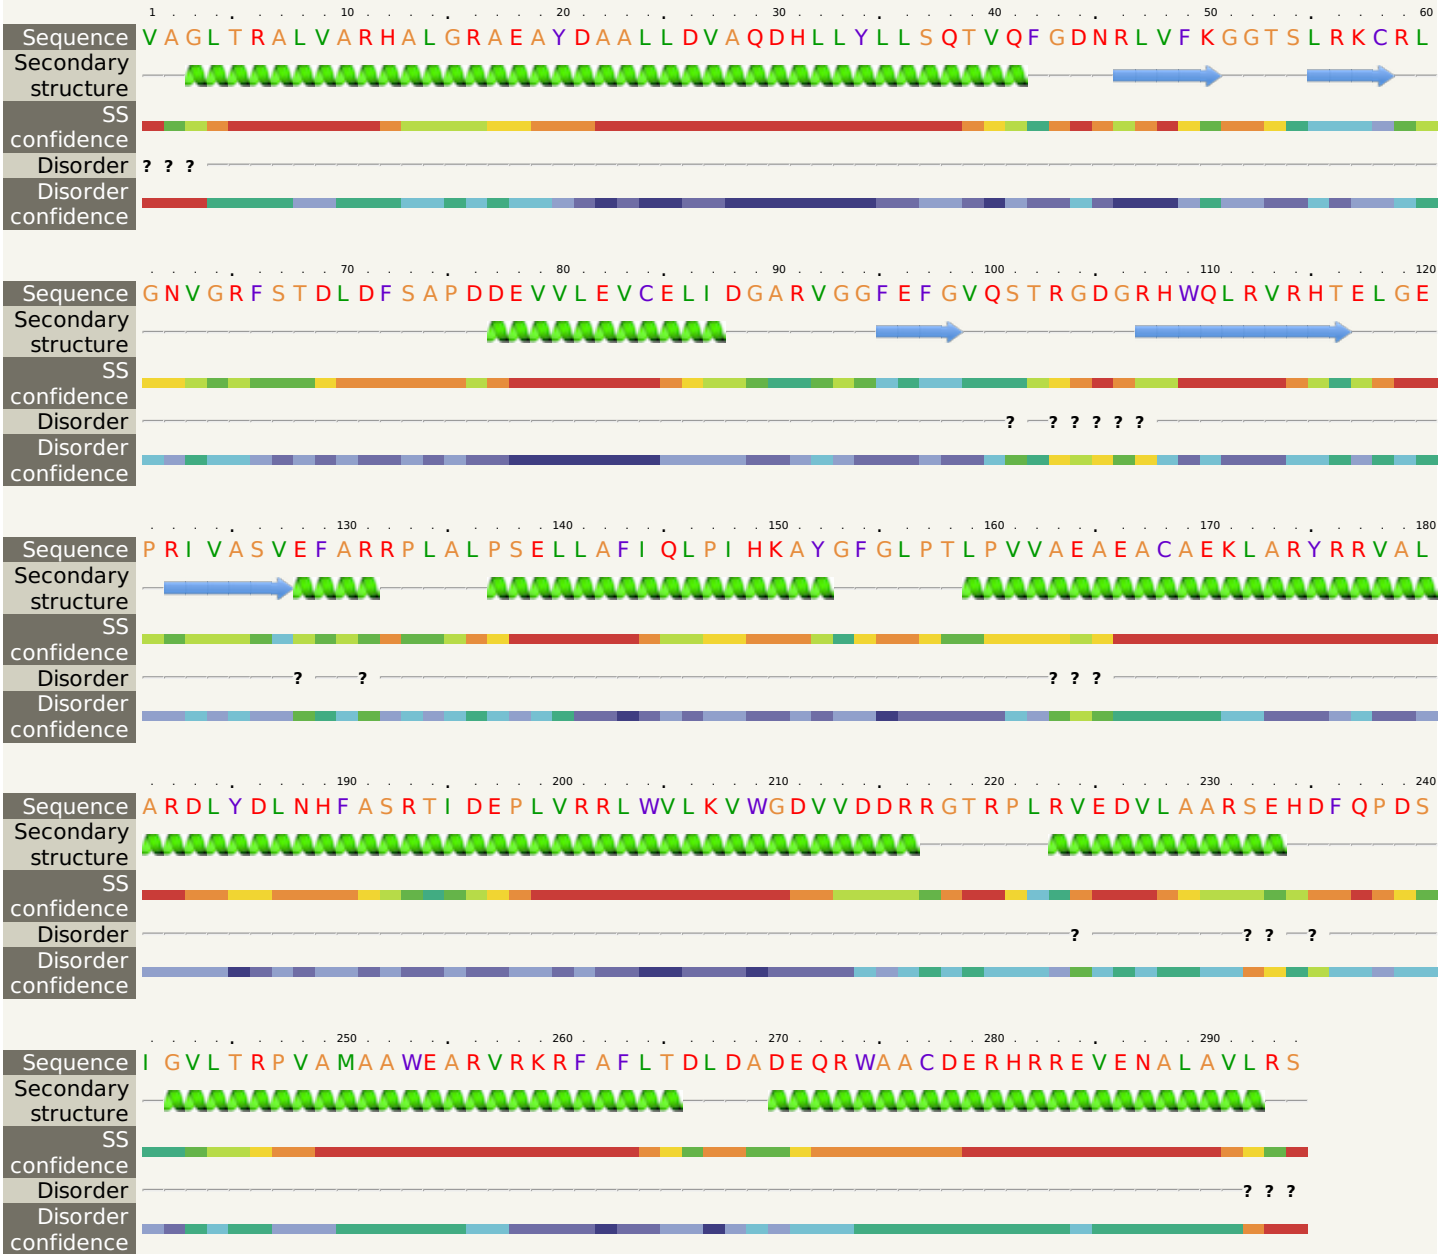 1 10 20 30 40 50 60
Sequence V A G L T R A L V A R H A L G R A E A Y D A A L L D V A Q D H L L Y L L S Q T V Q F G D N R L V F K G G T S L R K C R L
Secondary
structure
SS
confidence
Disorder ? ? ?
Disorder
confidence
70 80 90 100 110 120
Sequence G N V G R F S T D L D F S A P D D E V V L E V C E L I D G A R V G G F E F G V Q S T R G D G R H W Q L R V R H T E L G E
Secondary
structure
SS
confidence
Disorder ? ? ? ? ? ?
Disorder
confidence
130 140 150 160 170 180
Sequence P R I V A S V E F A R R P L A L P S E L L A F I Q L P I H K A Y G F G L P T L P V V A E A E A C A E K L A R Y R R V A L
Secondary
structure
SS
confidence
Disorder ? ? ? ? ?
Disorder
confidence
190 200 210 220 230 240
Sequence A R D L Y D L N H F A S R T I D E P L V R R L W V L K V W G D V V D D R R G T R P L R V E D V L A A R S E H D F Q P D S
Secondary
structure
SS
confidence
Disorder ? ? ? ?
Disorder
confidence
250 260 270 280 290
Sequence I G V L T R P V A M A A W E A R V R K R F A F L T D L D A D E Q R W A A C D E R H R R E V E N A L A V L R S
Secondary
structure
SS
confidence
Disorder ? ? ?
Disorder
confidence